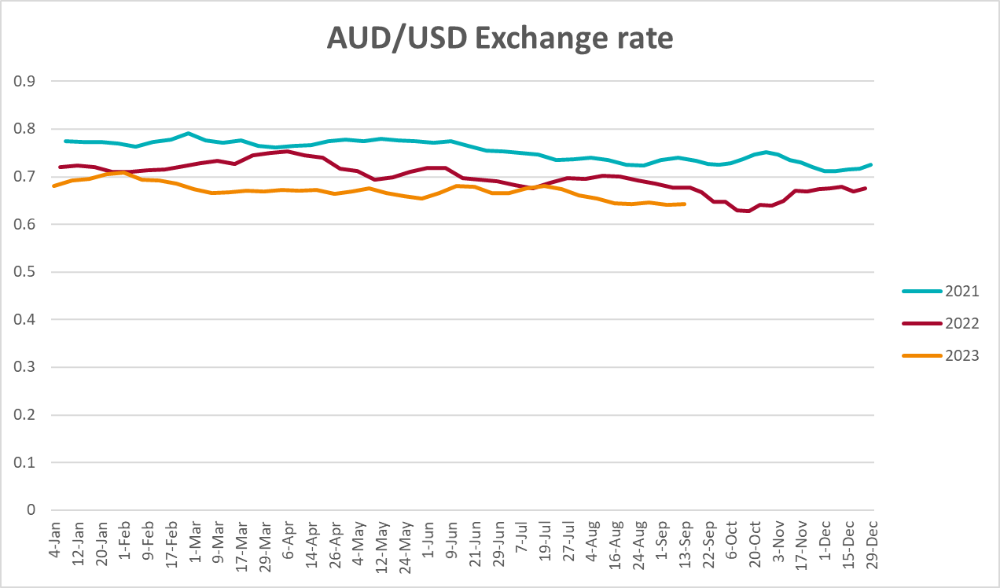 AUD/USD Exchange rate
0.9
0.8
0.7
0.6
0.5
0.4
0.3
0.2
0.1
0
2021
2022
2023
4-Jan
12-Jan
20-Jan
1-Feb
9-Feb
17-Feb
1-Mar
9-Mar
17-Mar
29-Mar
6-Apr
14-Apr
26-Apr
4-May
12-May
24-May
1-Jun
9-Jun
21-Jun
29-Jun
7-Jul
19-Jul
27-Jul
4-Aug
16-Aug
24-Aug
1-Sep
13-Sep
22-Sep
6-Oct
20-Oct
3-Nov
17-Nov
1-Dec
15-Dec
29-Dec